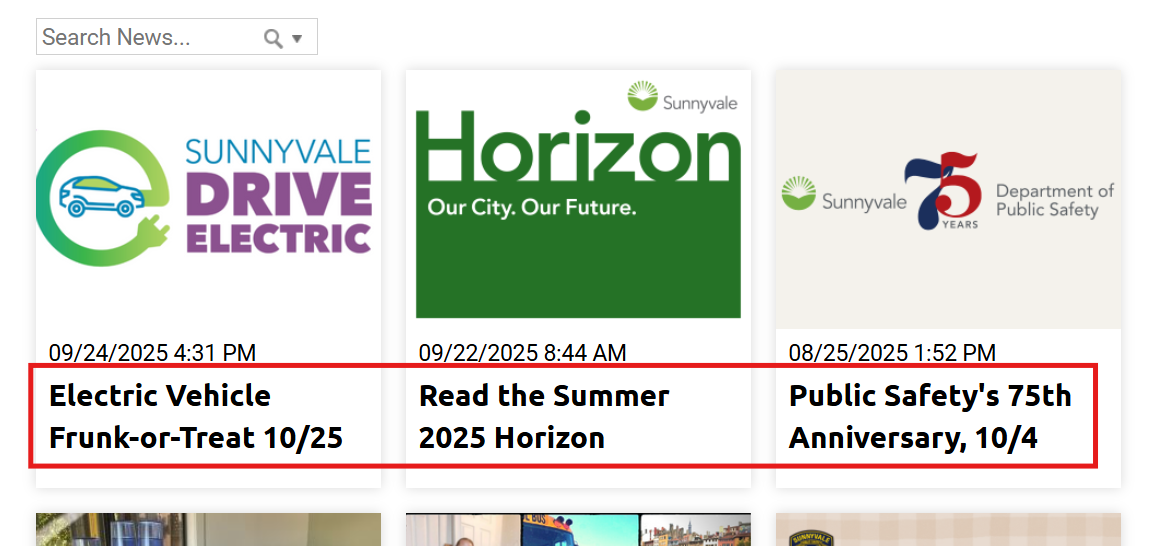 Search News...
SUNNYVALE
DRIVE
ELECTRIC
09/24/2025 4:31 PM
Electric Vehicle
Frunk-or-Treat 10/25
Sunnyvale
Horizon
Our City. Our Future.
09/22/2025 8:44 AM
Read the Summer
2025 Horizon
Sunnyvale
75
YEARS
Department of
Public Safety
08/25/2025 1:52 PM
Public Safety's 75th
Anniversary, 10/4
BUS
SUNNYVALE